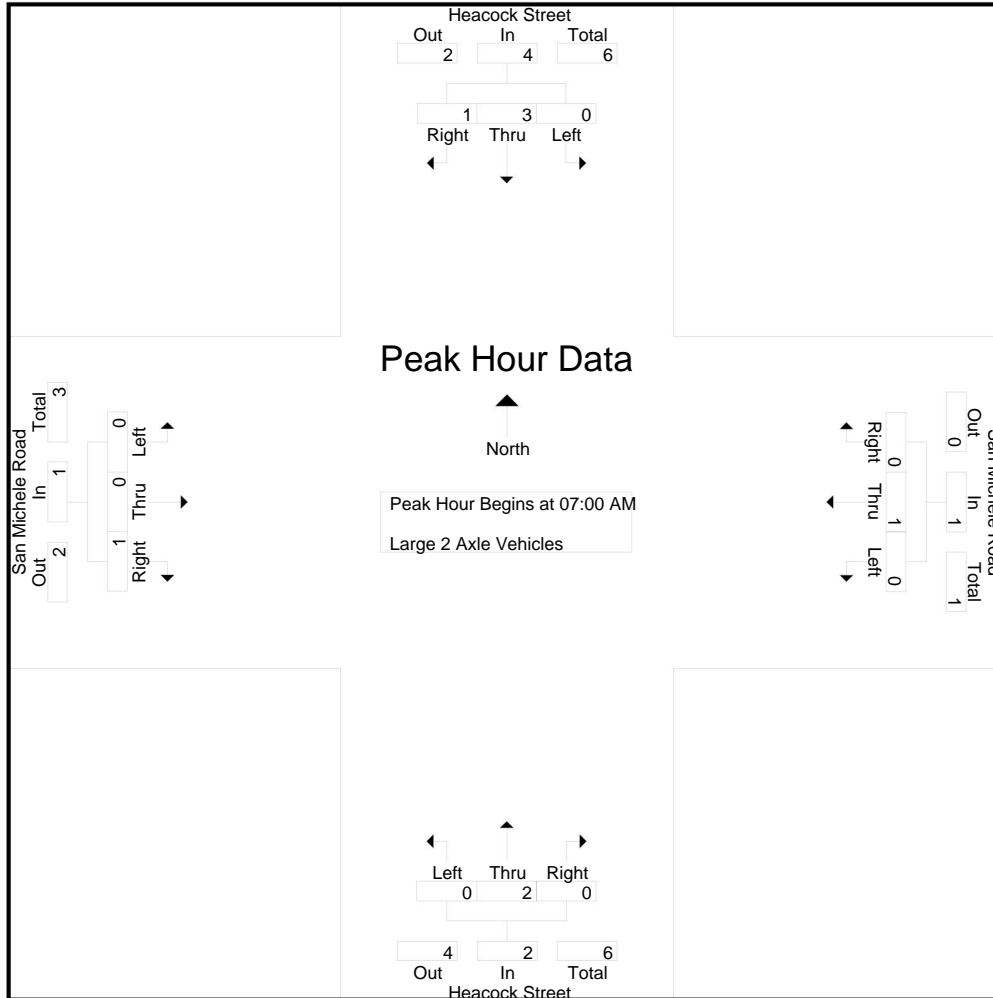 Heacock Street
Out In Total
2 4 6
1 3 0
Right Thru Left
Peak Hour Data
North
Peak Hour Begins at 07:00 AM
Large 2 Axle Vehicles
San Michele Road
Out In Total
2 1 3
Left Thru Right
0 0 1
San Michele Road
Out In Total
0 1 1
Right Thru Left
0 1 0
Left Thru Right
0 2 0
4 2 6
Out In Total
Heacock Street